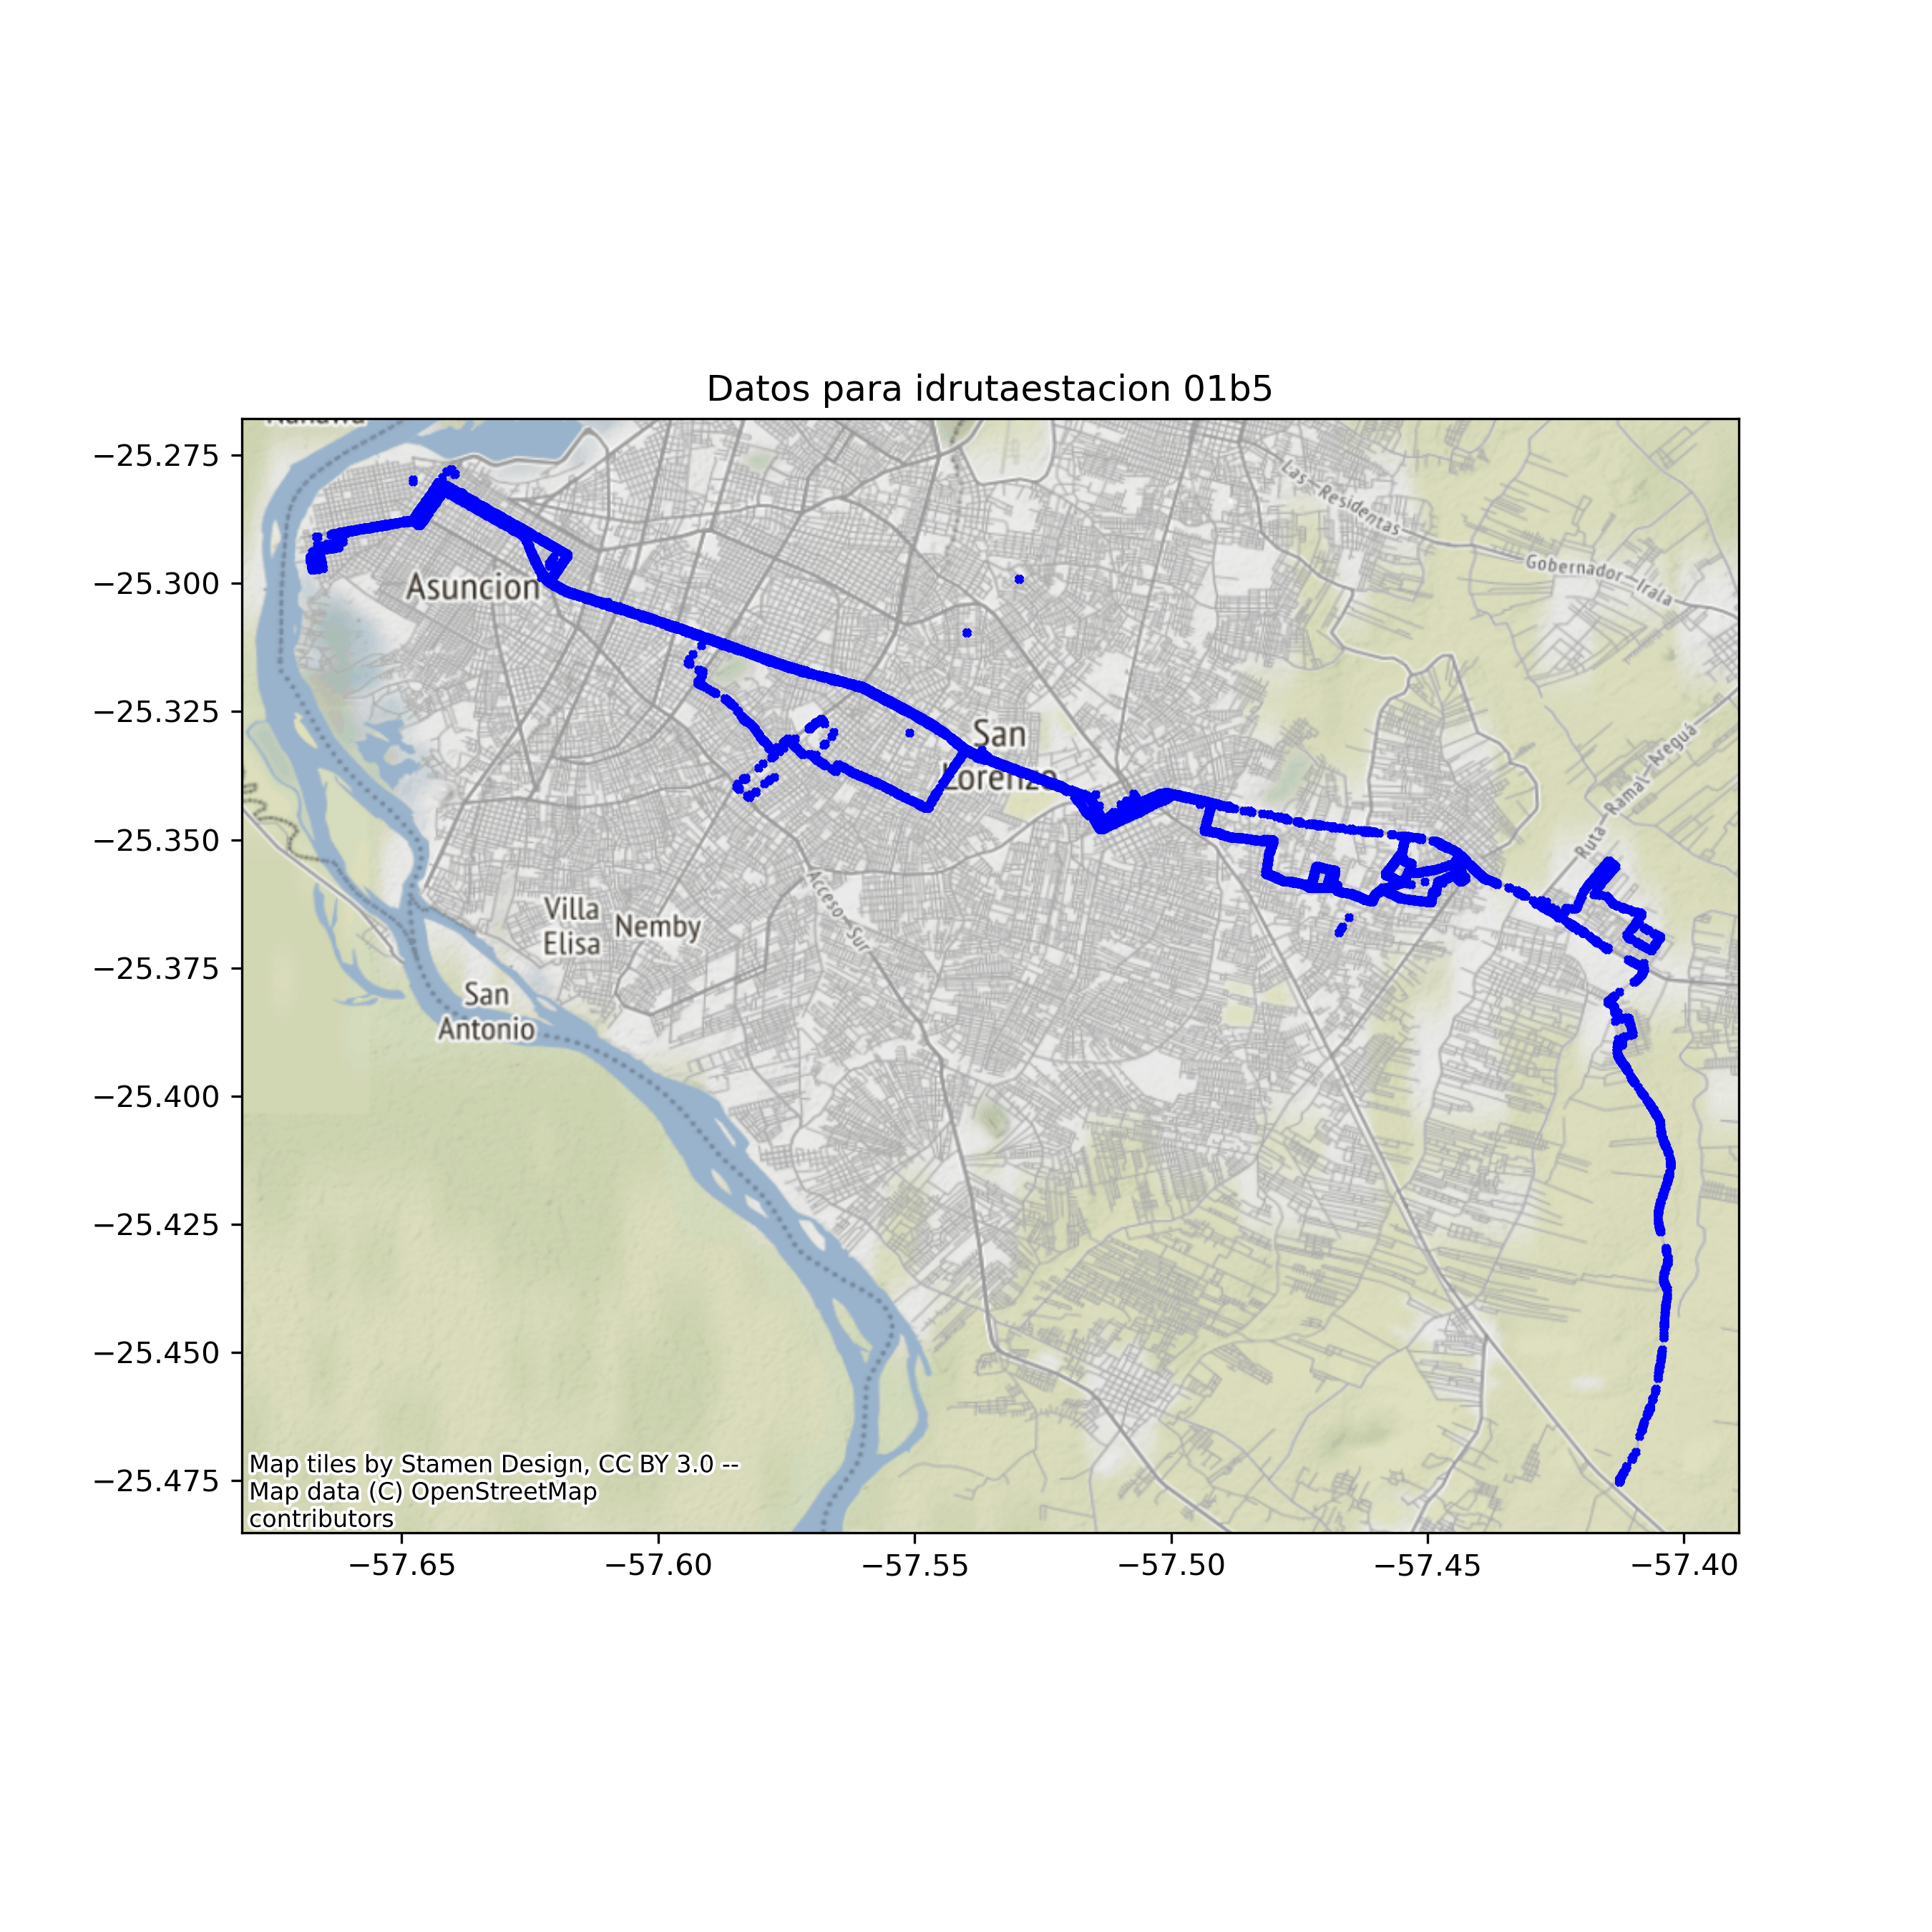 Datos para idrutaestacion 01b5
−25.275
−25.300
−25.325
−25.350
−25.375
−25.400
−25.425
−25.450
−25.475
Las Residentas
Gobernador Irala
Asuncion
San
Lorenzo
Ruta Ramal Areguá
Acceso Sur
Villa
Elisa
Nemby
San
Antonio
Map tiles by Stamen Design, CC BY 3.0 --
Map data (C) OpenStreetMap
contributors
−57.65
−57.60
−57.55
−57.50
−57.45
−57.40